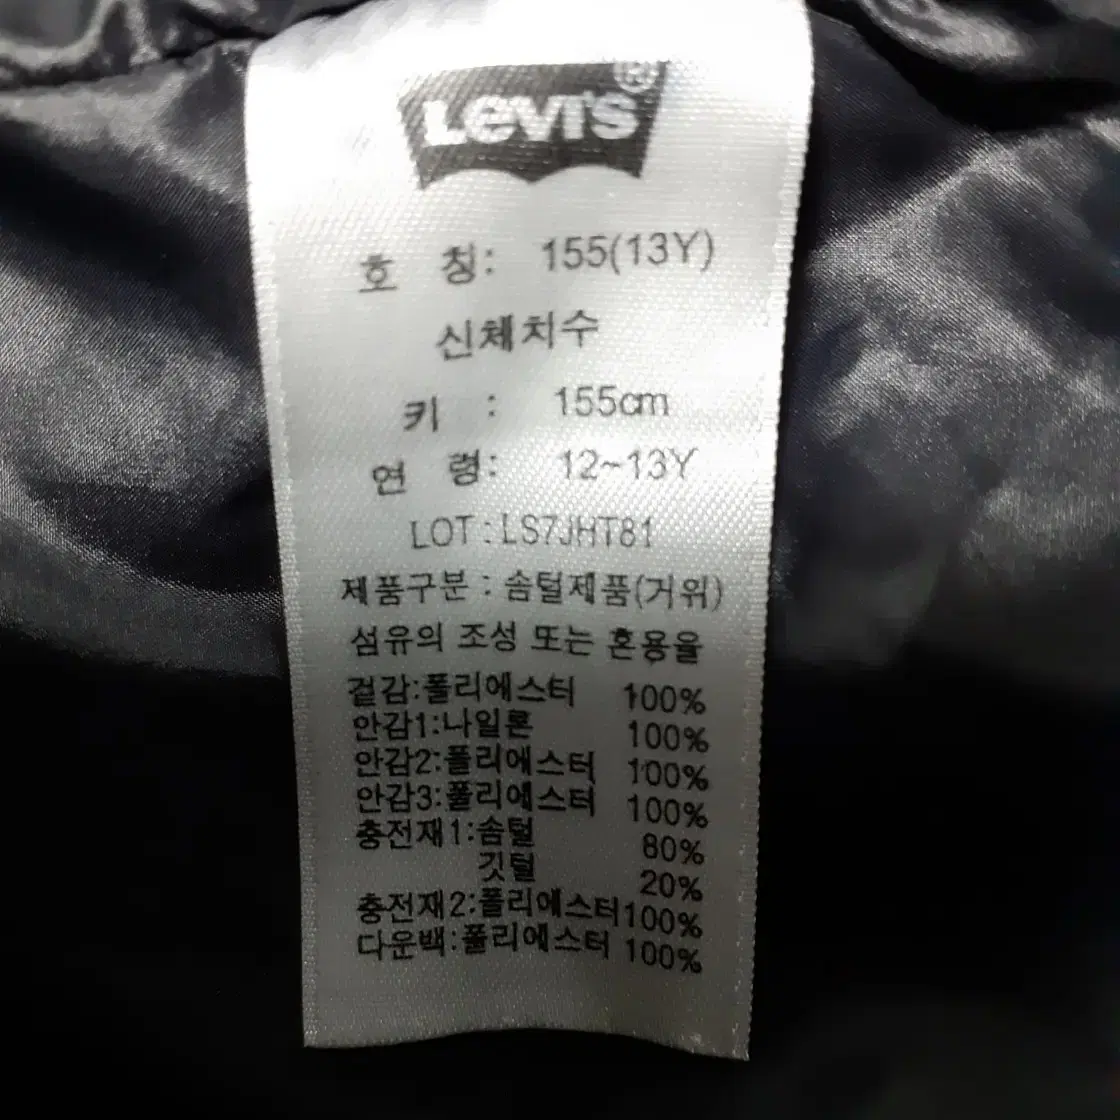 LEVI'S®
호 칭: 155(13Y)
신체치수
키 : 155cm
연 령: 12~13Y
LOT : LS7JHT81
제품구분 : 솜털제품(거위)
섬유의 조성 또는 혼용율
겉감:폴리에스터 100%
안감1:나일론 100%
안감2:폴리에스터 100%
안감3:폴리에스터 100%
충전재1:솜털 80%
깃털 20%
충전재2:폴리에스터100%
다운백:폴리에스터 100%